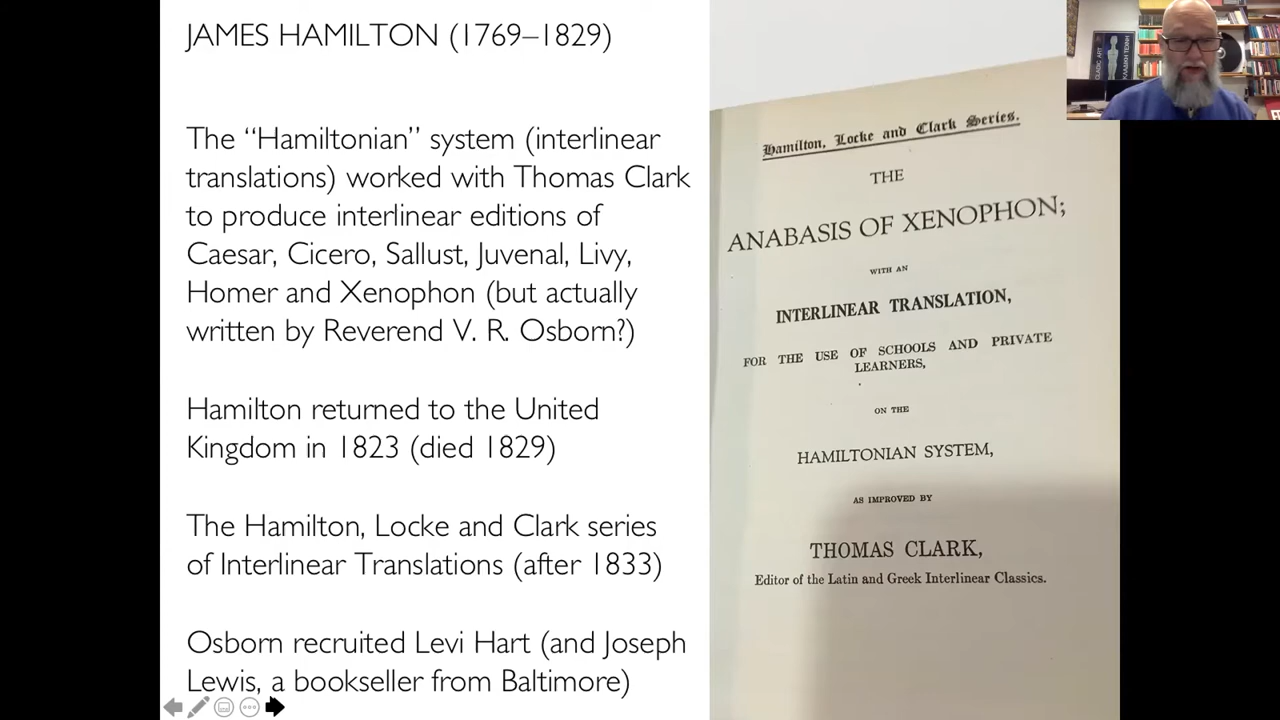 JAMES HAMILTON (1769–1829)
The “Hamiltonian” system (interlinear
translations) worked with Thomas Clark
to produce interlinear editions of
Caesar, Cicero, Sallust, Juvenal, Livy,
Homer and Xenophon (but actually
written by Reverend V. R. Osborn?)
Hamilton returned to the United
Kingdom in 1823 (died 1829)
The Hamilton, Locke and Clark series
of Interlinear Translations (after 1833)
Osborn recruited Levi Hart (and Joseph
Lewis, a bookseller from Baltimore)
Hamilton, Locke and Clark Series.
THE
ANABASIS OF XENOPHON;
WITH AN
INTERLINEAR TRANSLATION,
FOR THE USE OF SCHOOLS AND PRIVATE
LEARNERS,
ON THE
HAMILTONIAN SYSTEM,
AS IMPROVED BY
THOMAS CLARK,
Editor of the Latin and Greek Interlinear Classics.